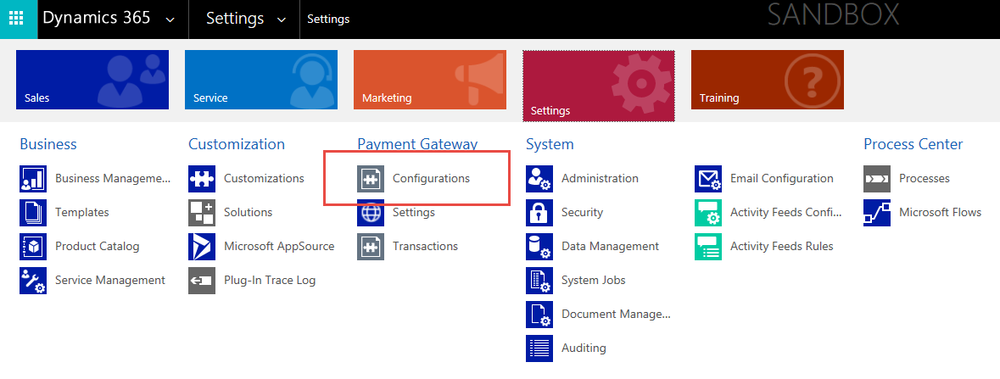 Dynamics 365 Settings Settings SANDBOX
Sales Service Marketing Settings Training
Business Customization Payment Gateway System Process Center
Business Manageme... Customizations Configurations Administration Email Configuration Processes
Templates Solutions Settings Security Activity Feeds Confi... Microsoft Flows
Product Catalog Microsoft AppSource Transactions Data Management Activity Feeds Rules
Service Management Plug-In Trace Log System Jobs
Document Manage...
Auditing